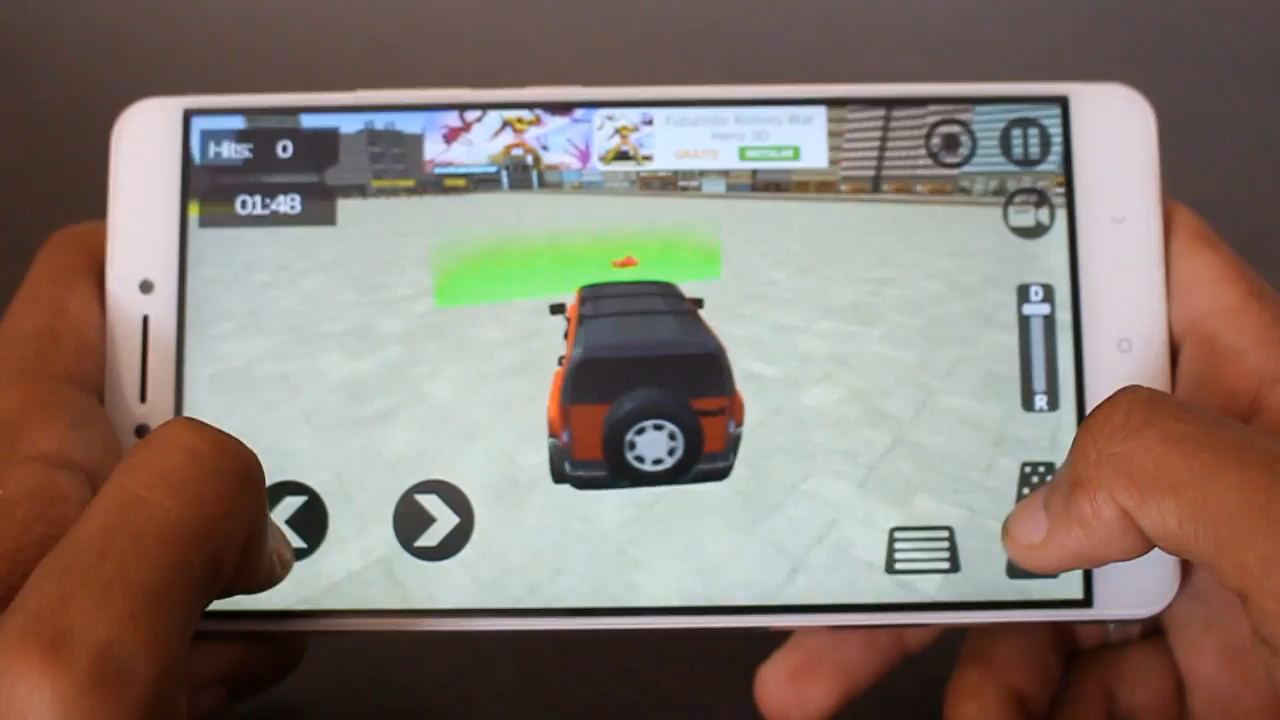 Hits: 0
01:48
Futuristic Robots War
Hero 3D
GRATIS
INSTALAR
D
R